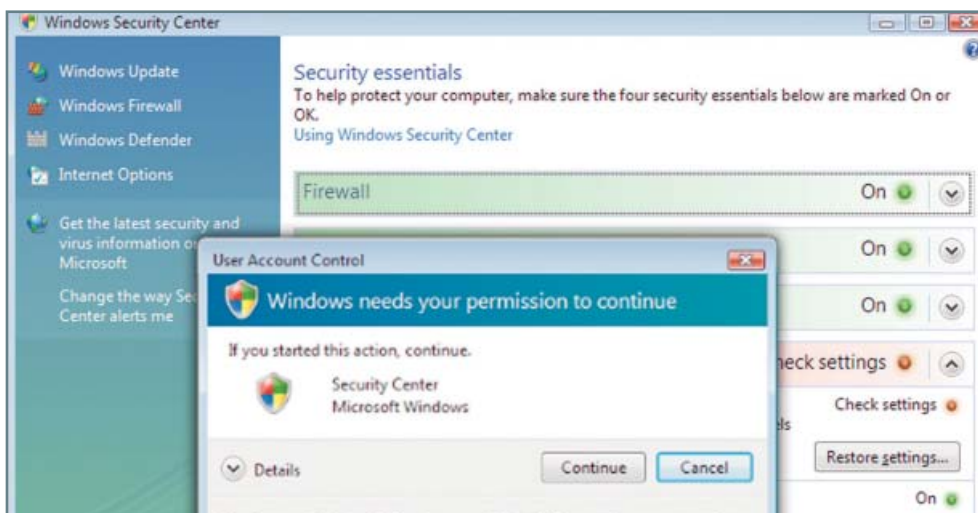 Windows Security Center
Windows Update
Windows Firewall
Windows Defender
Internet Options
Get the latest security and
virus information o
Microsoft
Change the way Sec
Center alerts me
Security essentials
To help protect your computer, make sure the four security essentials below are marked On or
OK.
Using Windows Security Center
Firewall On
On
On
heck settings
Check settings
els
Restore settings...
On
User Account Control
Windows needs your permission to continue
If you started this action, continue.
Security Center
Microsoft Windows
Details Continue Cancel